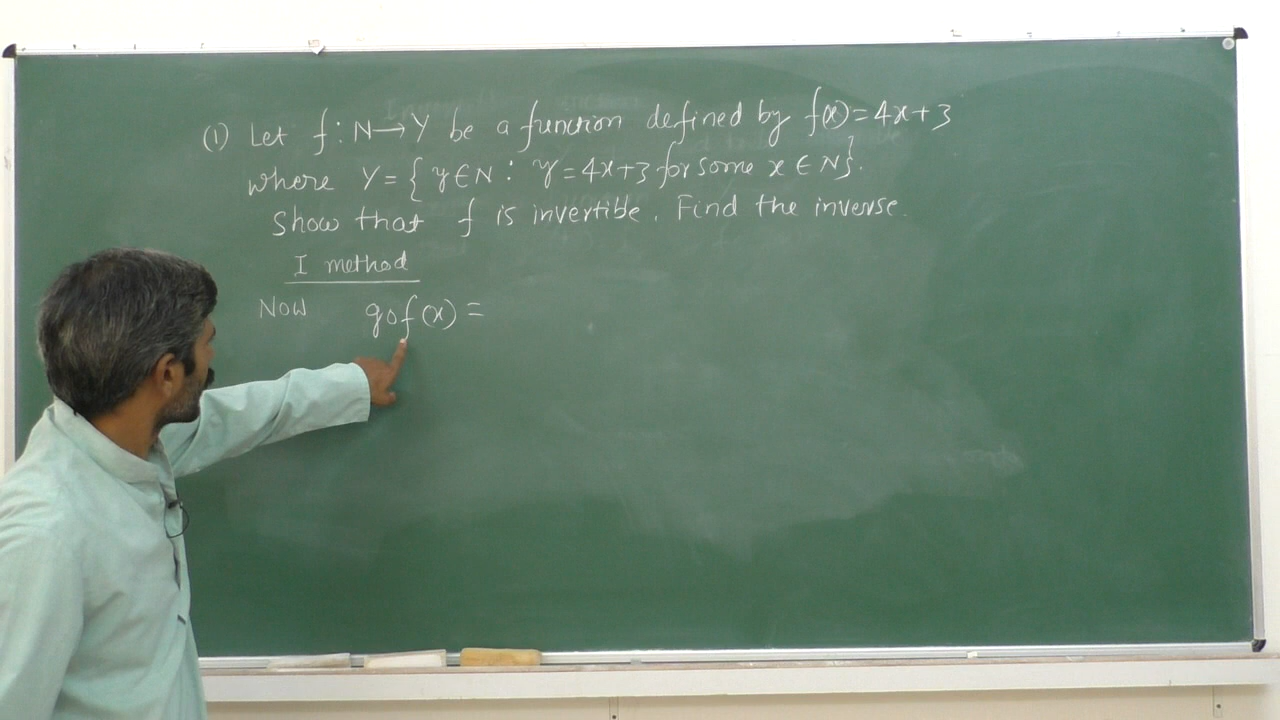 (1) Let f : N→Y be a function defined by f(x)=4x+3
where Y = { y∈N : y=4x+3 for some x∈N}.
Show that f is invertible. Find the inverse.
I method
Now gof(x) =